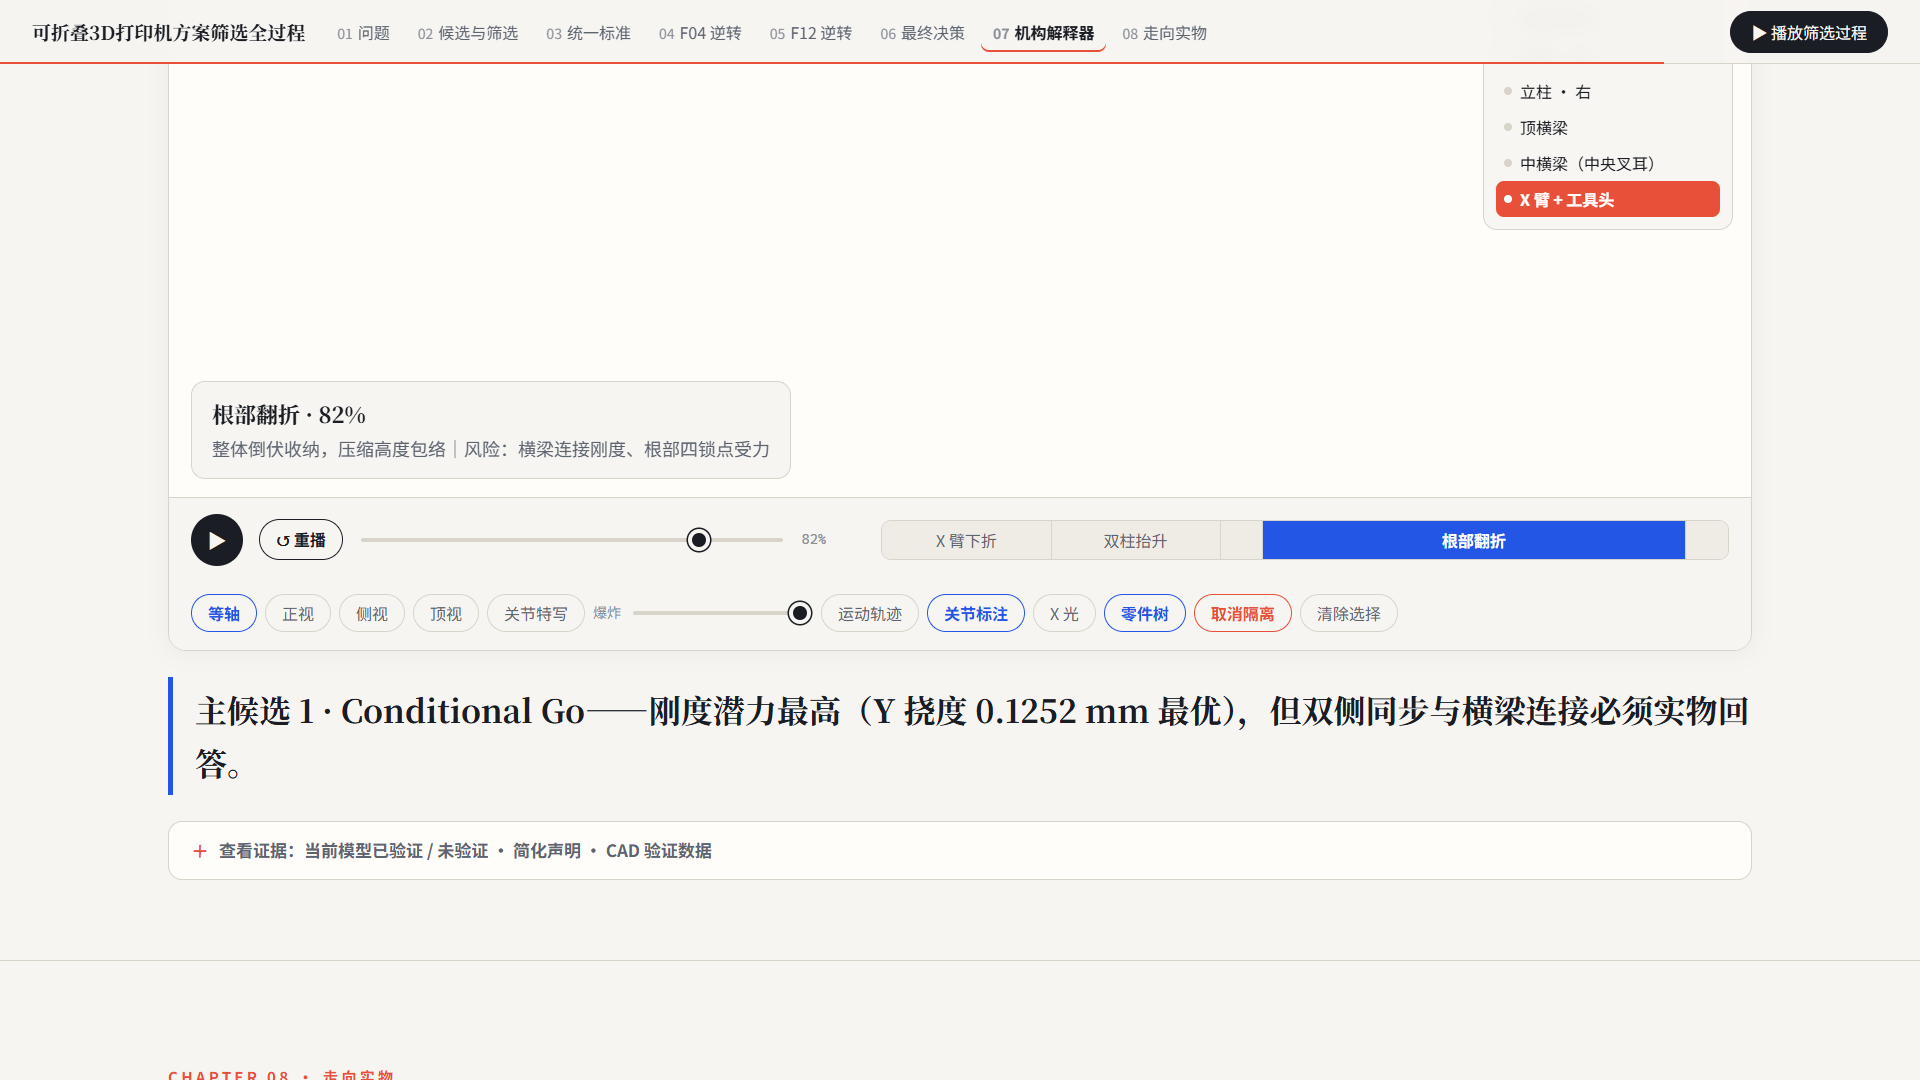 可折叠3D打印机方案筛选全过程
01 问题
02 候选与筛选
03 统一标准
04 F04 逆转
05 F12 逆转
06 最终决策
07 机构解释器
08 走向实物
▶ 播放筛选过程
立柱 · 右
顶横梁
中横梁（中央叉耳）
X 臂 + 工具头
根部翻折 · 82%
整体倒伏收纳，压缩高度包络｜风险：横梁连接刚度、根部四锁点受力
▶
↺ 重播
82%
X 臂下折
双柱抬升
根部翻折
等轴
正视
侧视
顶视
关节特写
爆炸
运动轨迹
关节标注
X 光
零件树
取消隔离
清除选择
主候选 1 · Conditional Go——刚度潜力最高（Y 挠度 0.1252 mm 最优），但双侧同步与横梁连接必须实物回
答。
+ 查看证据：当前模型已验证 / 未验证 · 简化声明 · CAD 验证数据
CHAPTER 08 · 走向实物